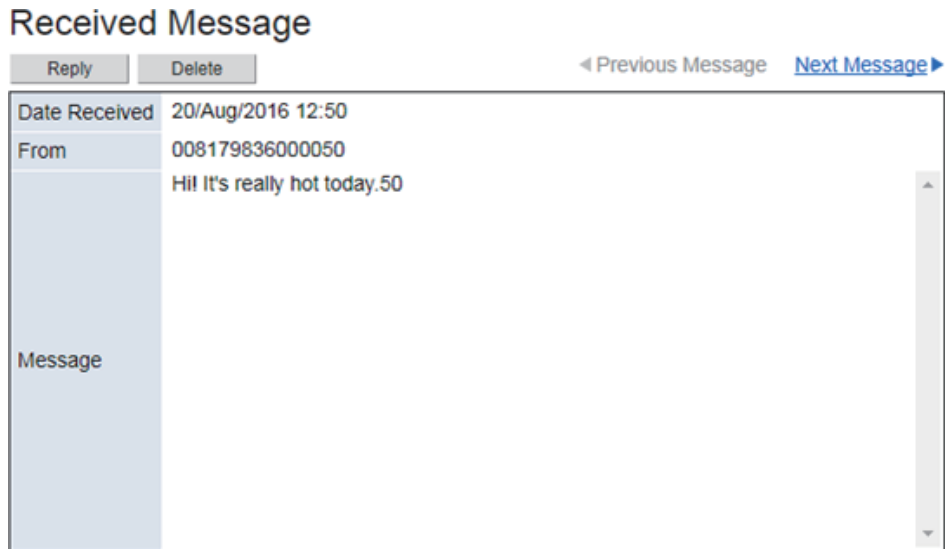 Received Message
Reply Delete ◀Previous Message Next Message▶
Date Received 20/Aug/2016 12:50
From 008179836000050
Hi! It's really hot today.50
Message